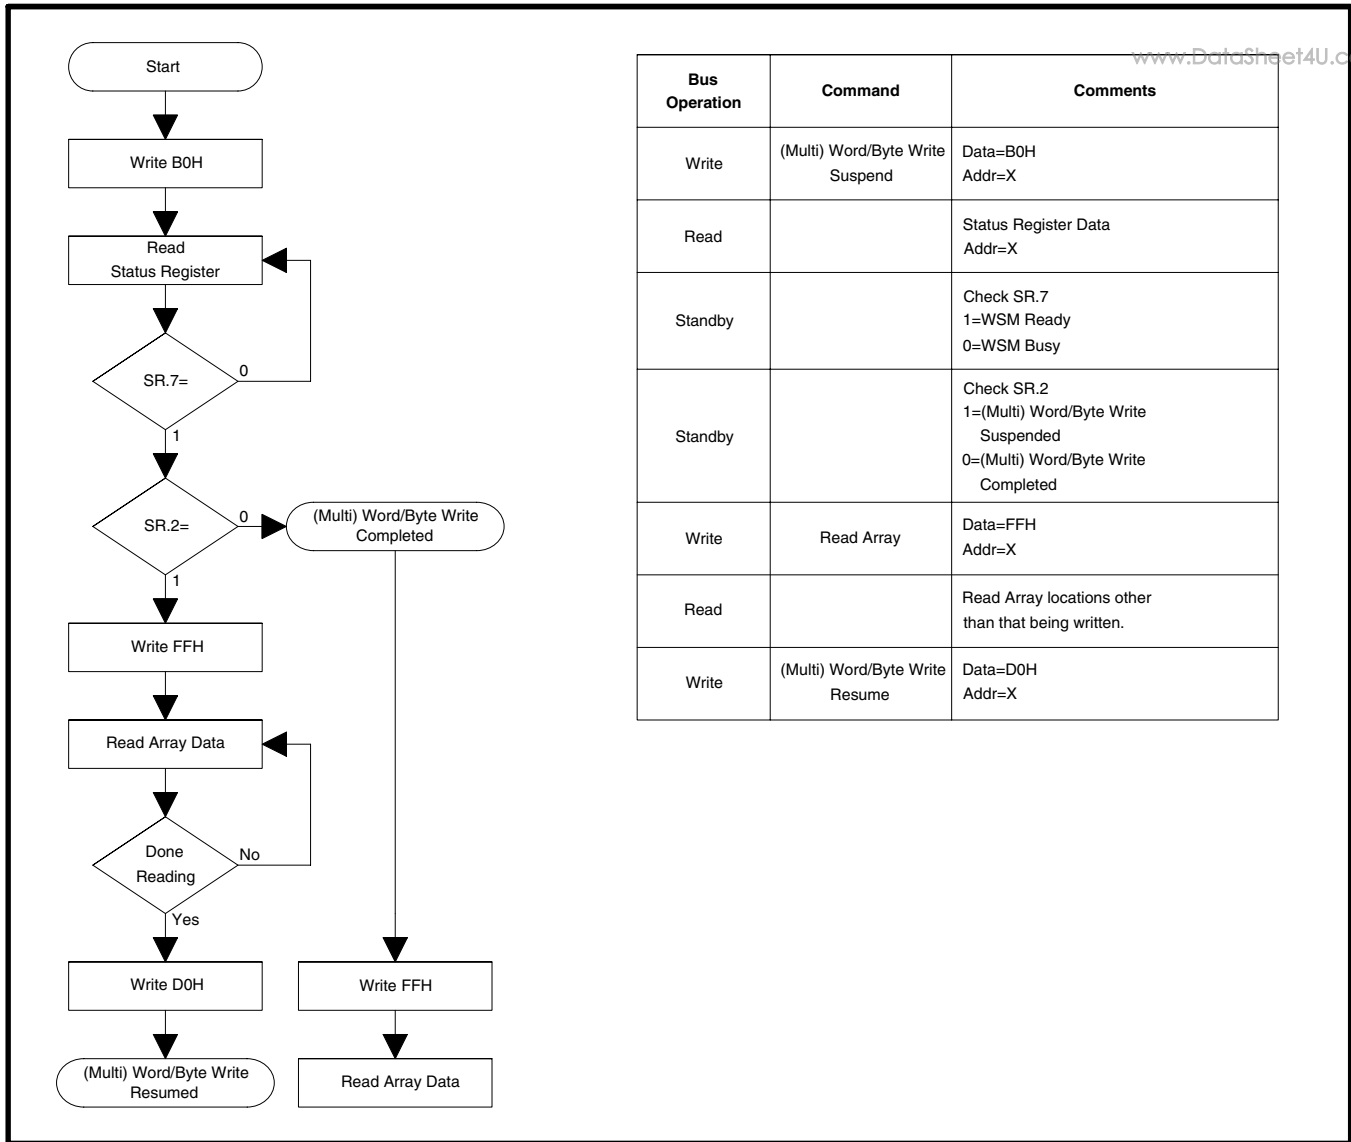 Start
Write B0H
Read
Status Register
SR.7=
0
1
SR.2=
0
(Multi) Word/Byte Write
Completed
1
Write FFH
Read Array Data
Done
Reading
No
Yes
Write D0H
(Multi) Word/Byte Write
Resumed
Write FFH
Read Array Data
www.DataSheet4U.c
Bus
Operation
Command
Comments
Write
(Multi) Word/Byte Write
Suspend
Data=B0H
Addr=X
Read
Status Register Data
Addr=X
Standby
Check SR.7
1=WSM Ready
0=WSM Busy
Standby
Check SR.2
1=(Multi) Word/Byte Write
Suspended
0=(Multi) Word/Byte Write
Completed
Write
Read Array
Data=FFH
Addr=X
Read
Read Array locations other
than that being written.
Write
(Multi) Word/Byte Write
Resume
Data=D0H
Addr=X